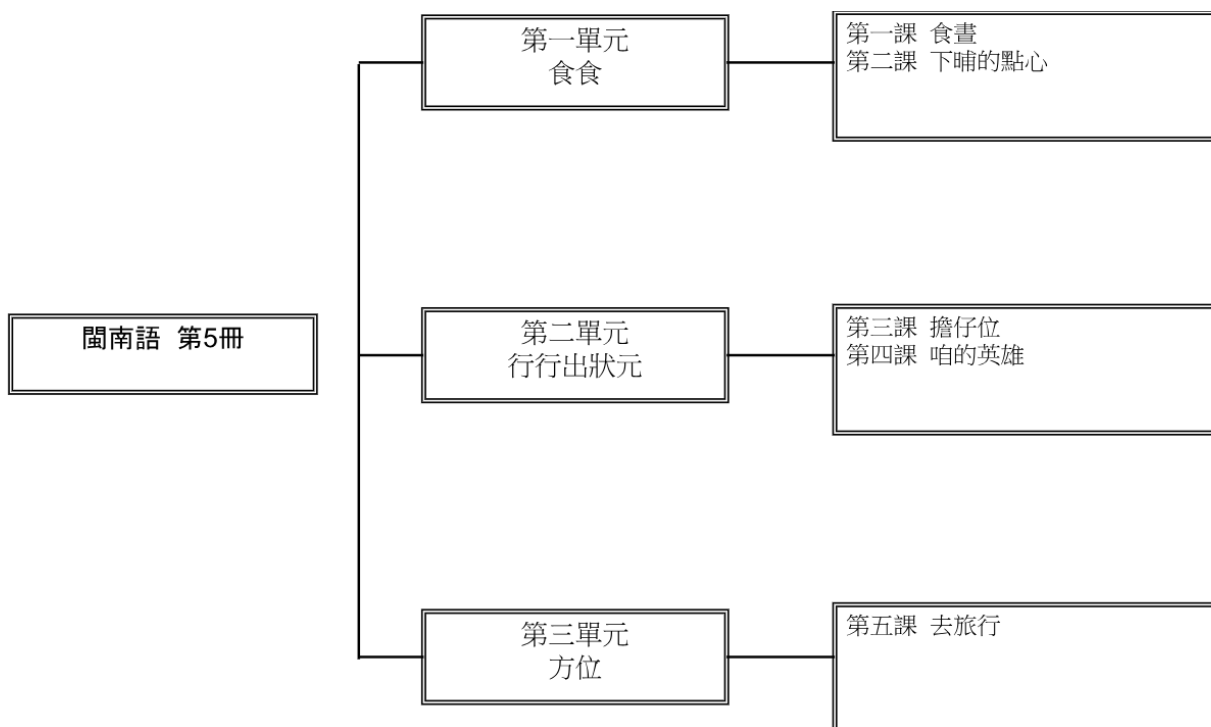 閩南語 第5冊
第一單元
食食
第一課 食晝
第二課 下晡的點心
第二單元
行行出狀元
第三課 擔仔位
第四課 咱的英雄
第三單元
方位
第五課 去旅行